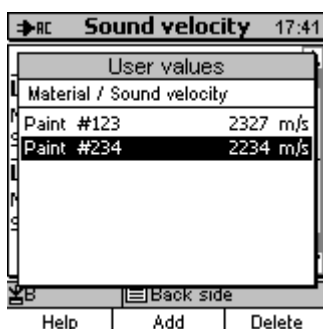 AC Sound velocity 17:41
User values
Material / Sound velocity
Paint #123 2327 m/s
Paint #234 2234 m/s
B Back side
Help Add Delete